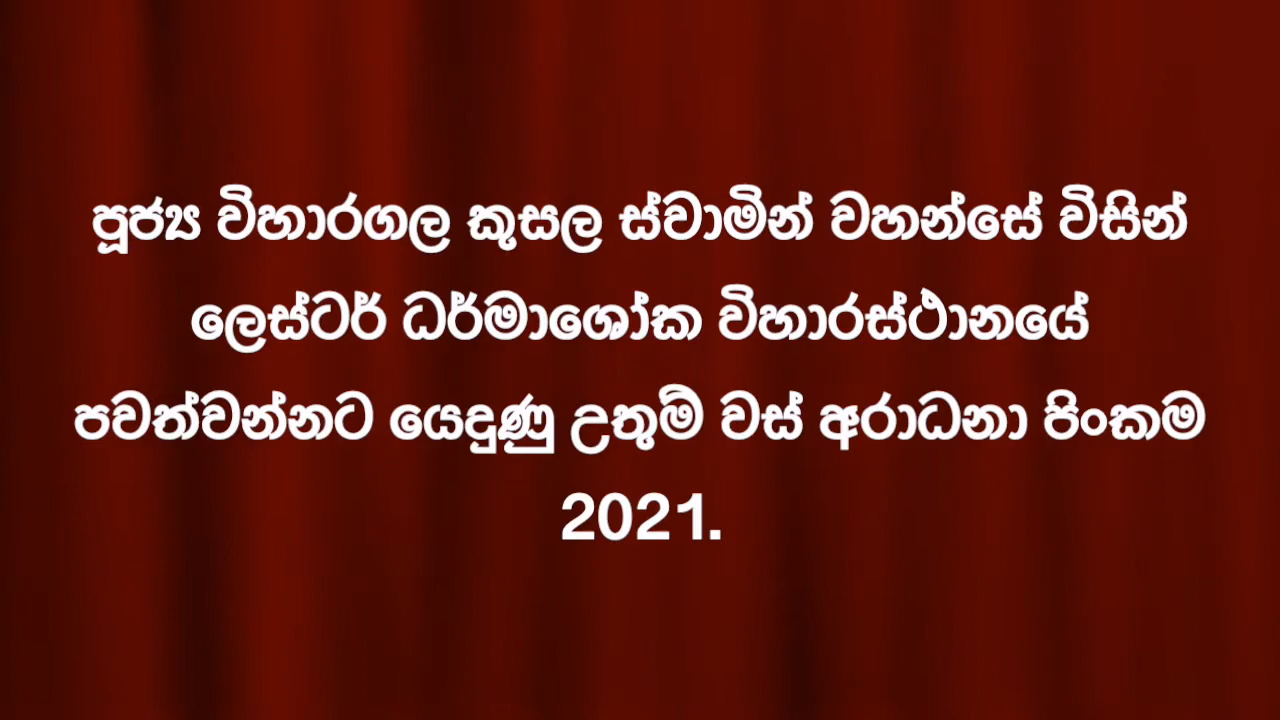 පූජ්‍ය විහාරගල කුසල ස්වාමින් වහන්සේ විසින්
ලෙස්ටර් ධර්මාශෝක විහාරස්ථානයේ
පවත්වන්නට යෙදුණු උතුම් වස් අරාධනා පිංකම
2021.